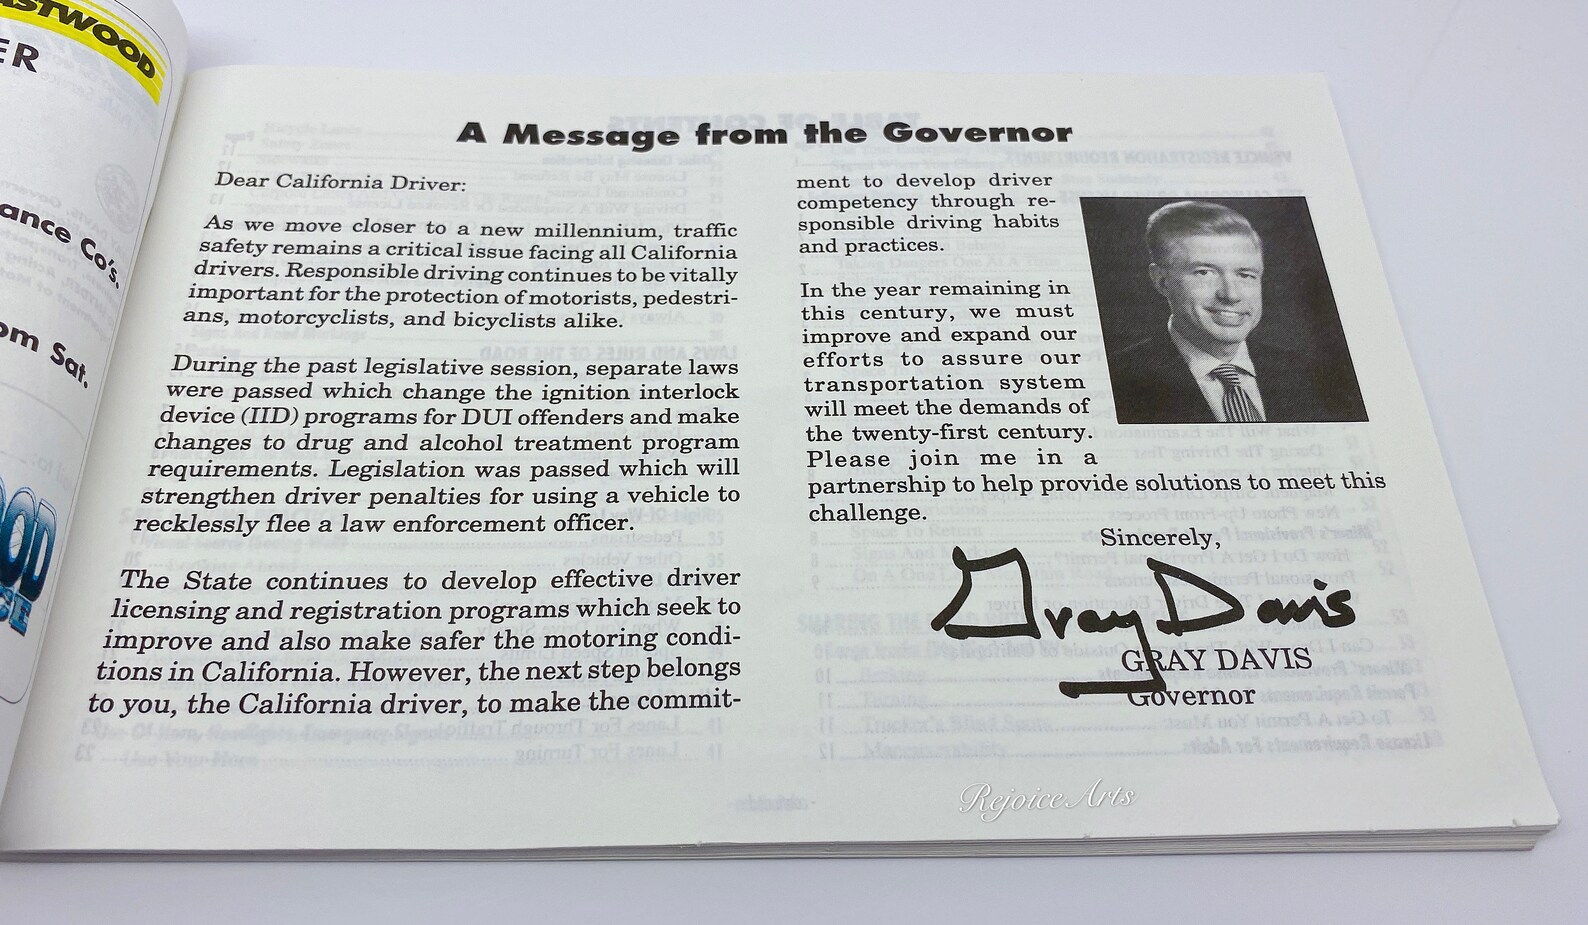 ASTWOOD
ER
ance Co's.
om Sat.
A Message from the Governor
Dear California Driver:
As we move closer to a new millennium, traffic
safety remains a critical issue facing all California
drivers. Responsible driving continues to be vitally
important for the protection of motorists, pedestri-
ans, motorcyclists, and bicyclists alike.
During the past legislative session, separate laws
were passed which change the ignition interlock
device (IID) programs for DUI offenders and make
changes to drug and alcohol treatment program
requirements. Legislation was passed which will
strengthen driver penalties for using a vehicle to
recklessly flee a law enforcement officer.
The State continues to develop effective driver
licensing and registration programs which seek to
improve and also make safer the motoring condi-
tions in California. However, the next step belongs
to you, the California driver, to make the commit-
ment to develop driver
competency through re-
sponsible driving habits
and practices.
In the year remaining in
this century, we must
improve and expand our
efforts to assure our
transportation system
will meet the demands of
the twenty-first century.
Please join me in a
partnership to help provide solutions to meet this
challenge.
Sincerely,
Gray Davis
GRAY DAVIS
Governor
Rejoice Arts